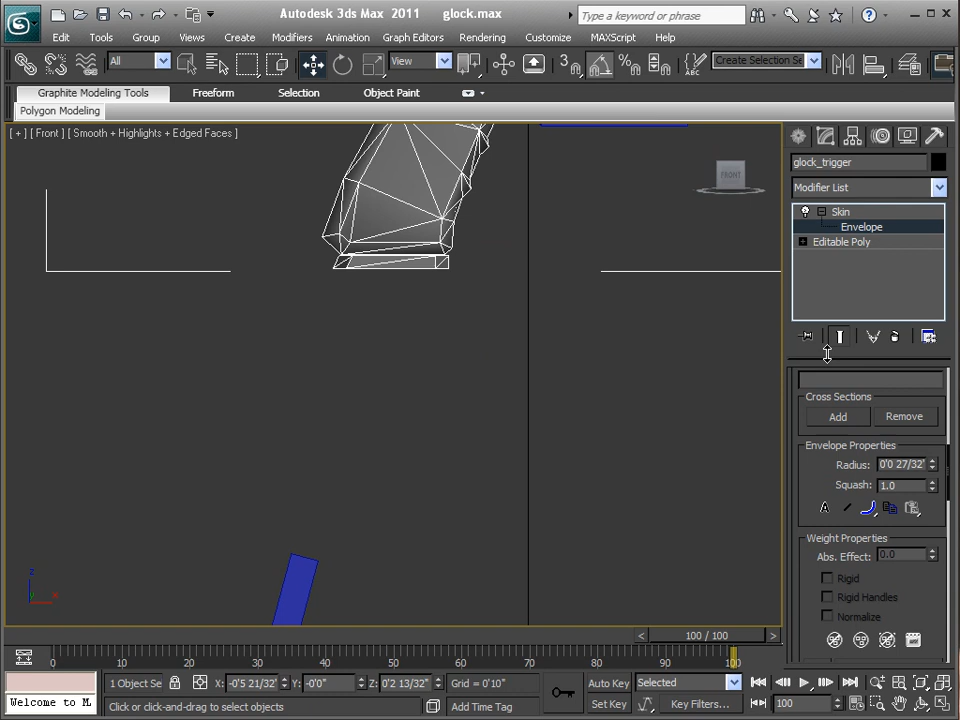 Autodesk 3ds Max 2011 glock.max
Type a keyword or phrase
Edit Tools Group Views Create Modifiers Animation Graph Editors Rendering Customize MAXScript Help
All
View
3
Create Selection Se
Graphite Modeling Tools Freeform Selection Object Paint
Polygon Modeling
[ + ] [ Front ] [ Smooth + Highlights + Edged Faces ]
FRONT
glock_trigger
Modifier List
Skin
Envelope
Editable Poly
Cross Sections
Add Remove
Envelope Properties
Radius: 0'0 27/32"
Squash: 1.0
A
Weight Properties
Abs. Effect: 0.0
Rigid
Rigid Handles
Normalize
z
x
y
< 100 / 100 >
0 10 20 30 40 50 60 70 80 90 100
1 Object Se X: -0'5 21/32" Y: -0'0" Z: 0'2 13/32" Grid = 0'10" Auto Key Selected
Welcome to M
Click or click-and-drag to select objects Add Time Tag Set Key Key Filters... 100